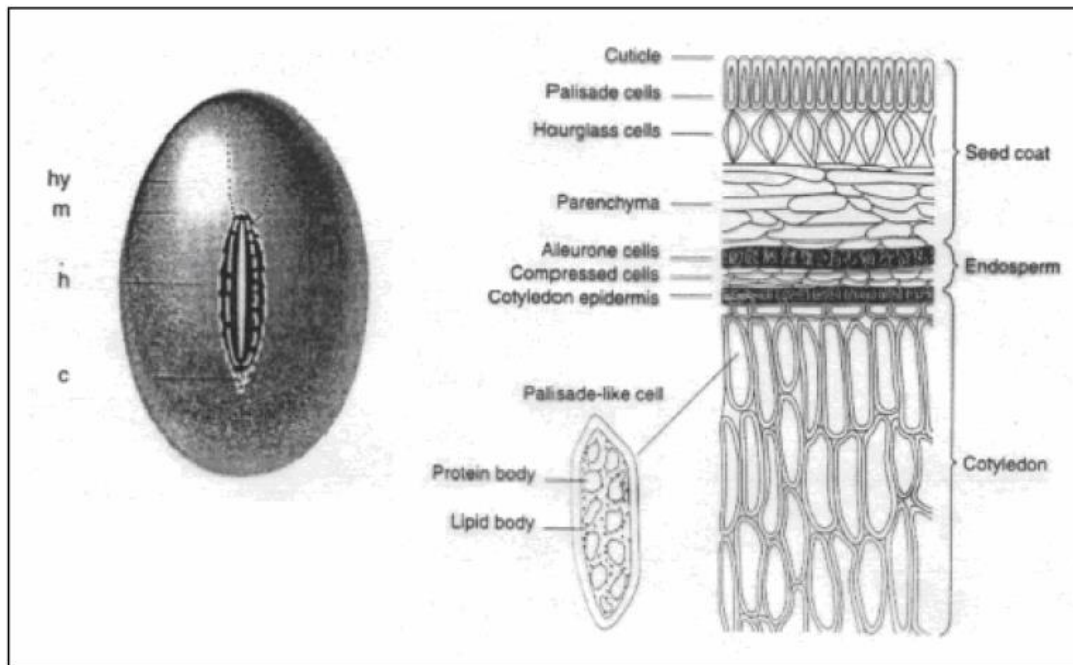 hy
m
h
c
Cuticle
Palisade cells
Hourglass cells
Parenchyma
Aileurone cells
Compressed cells
Cotyledon epidermis
Seed coat
Endosperm
Cotyledon
Palisade-like cell
Protein body
Lipid body